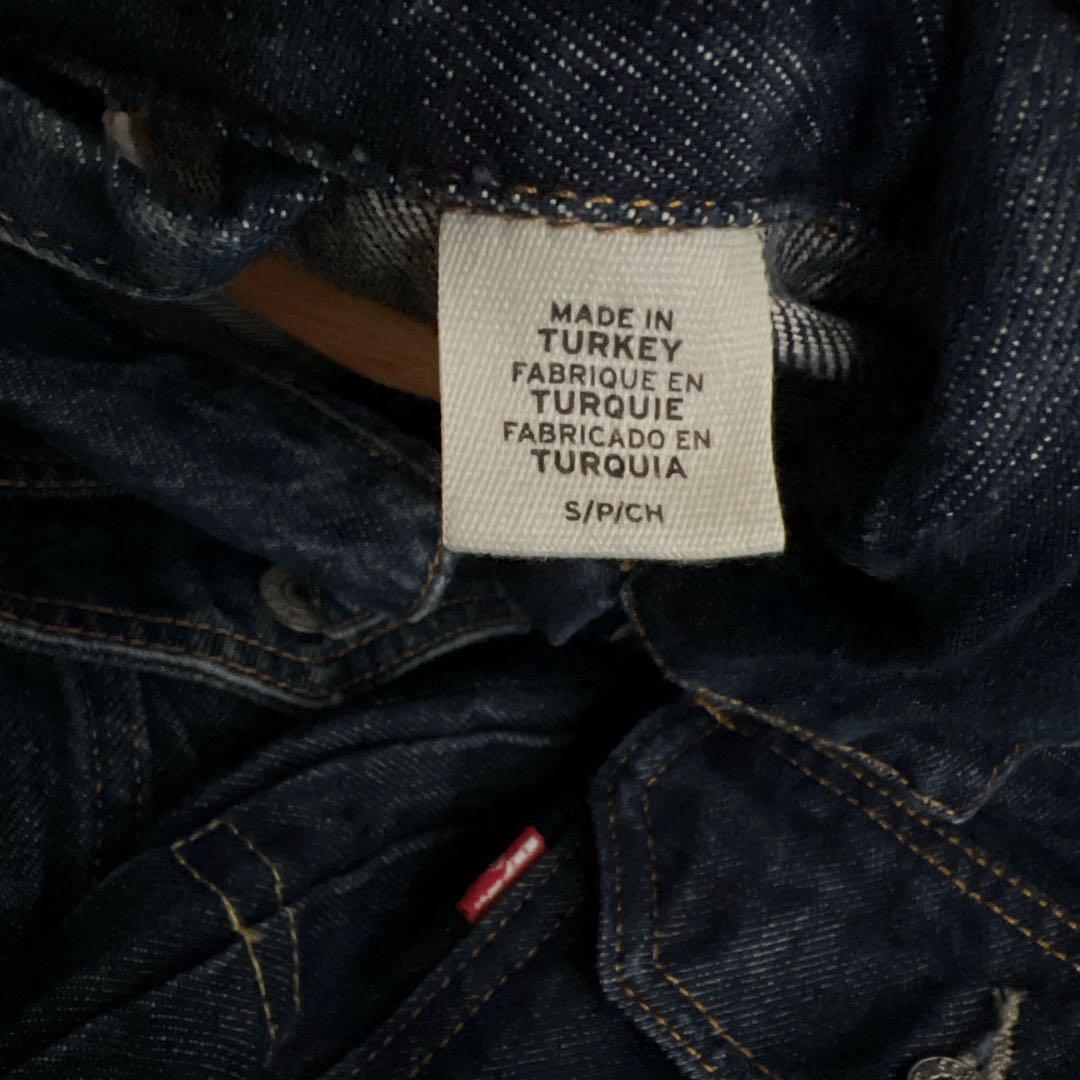 MADE IN
TURKEY
FABRIQUE EN
TURQUIE
FABRICADO EN
TURQUIA
S/P/CH